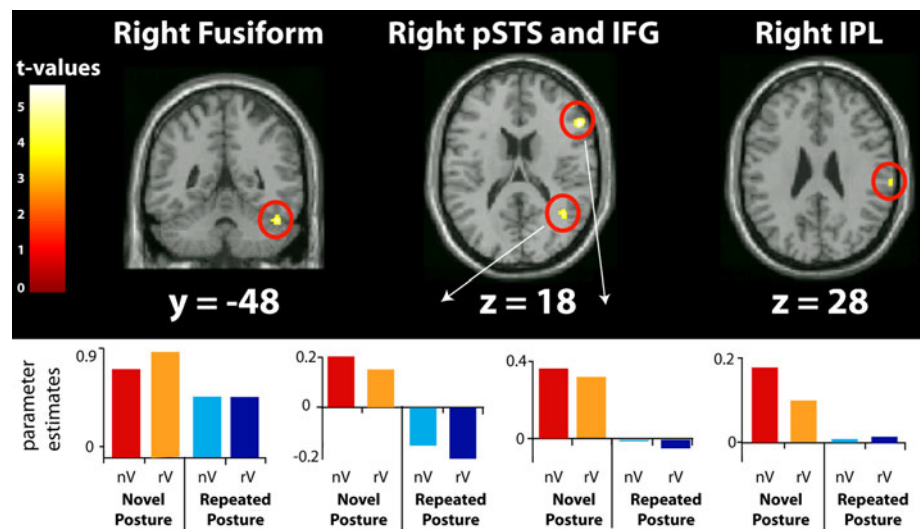 Right Fusiform
Right pSTS and IFG
Right IPL
t-values
5
4
3
2
1
0
y = -48
z = 18
z = 28
parameter
estimates
0.9
0
nV rV nV rV
Novel Posture
Repeated Posture
0.2
0
-0.2
nV rV nV rV
Novel Posture
Repeated Posture
0.4
0
nV rV nV rV
Novel Posture
Repeated Posture
0.2
0
nV rV nV rV
Novel Posture
Repeated Posture